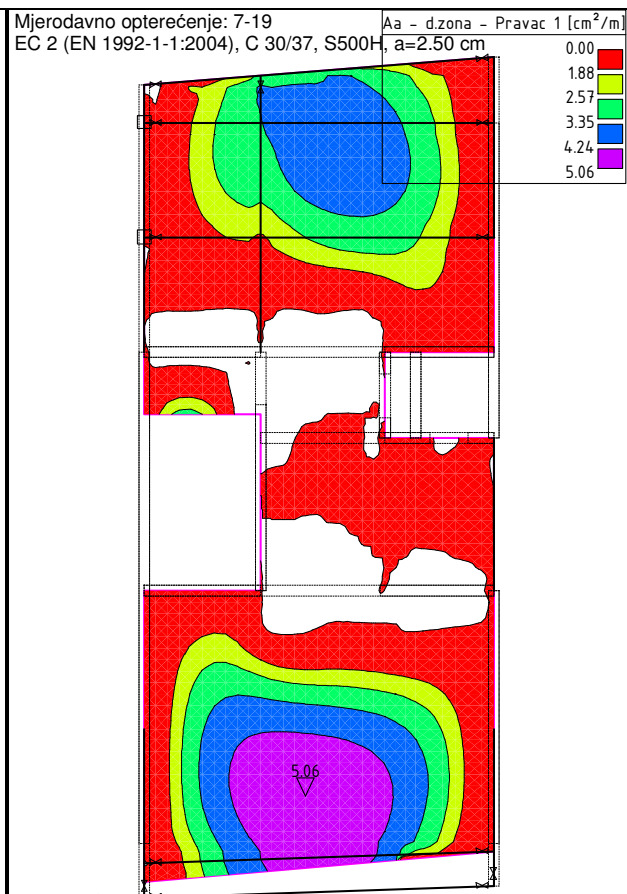 Mjerodavno opterećenje: 7-19
EC 2 (EN 1992-1-1:2004), C 30/37, S500H, a=2.50 cm
Aa - d.zona - Pravac 1 [cm²/m]
0.00
1.88
2.57
3.35
4.24
5.06
5.06